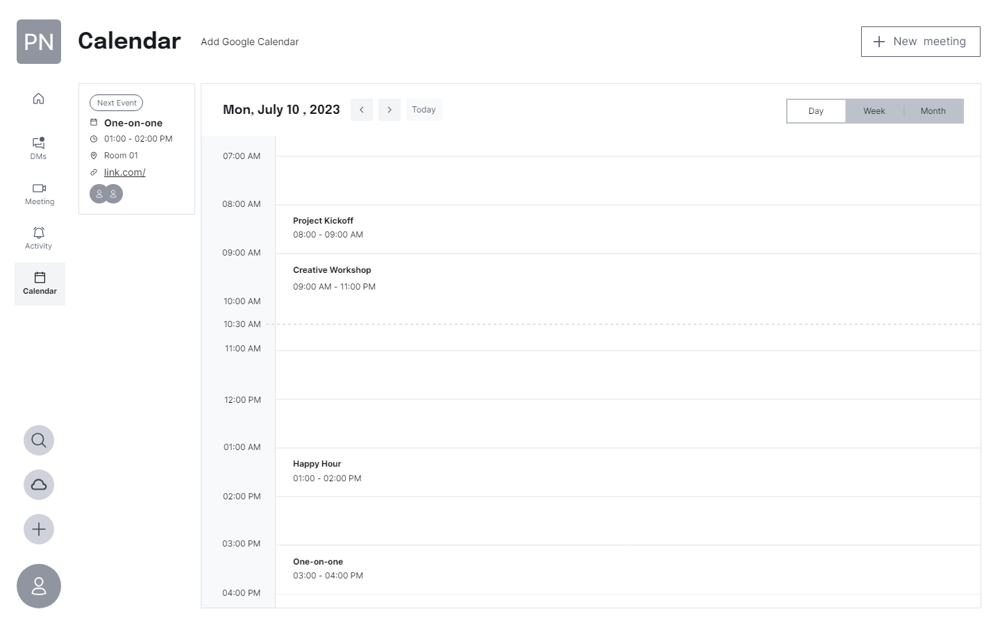 PN
Calendar
Add Google Calendar
New meeting
DMs
Meeting
Activity
Calendar
Next Event
One-on-one
01:00 - 02:00 PM
Room 01
link.com/
Mon, July 10 , 2023
Today
Day
Week
Month
07:00 AM
08:00 AM
Project Kickoff
08:00 - 09:00 AM
09:00 AM
Creative Workshop
09:00 AM - 11:00 PM
10:00 AM
10:30 AM
11:00 AM
12:00 PM
01:00 AM
Happy Hour
01:00 - 02:00 PM
02:00 PM
03:00 PM
One-on-one
03:00 - 04:00 PM
04:00 PM